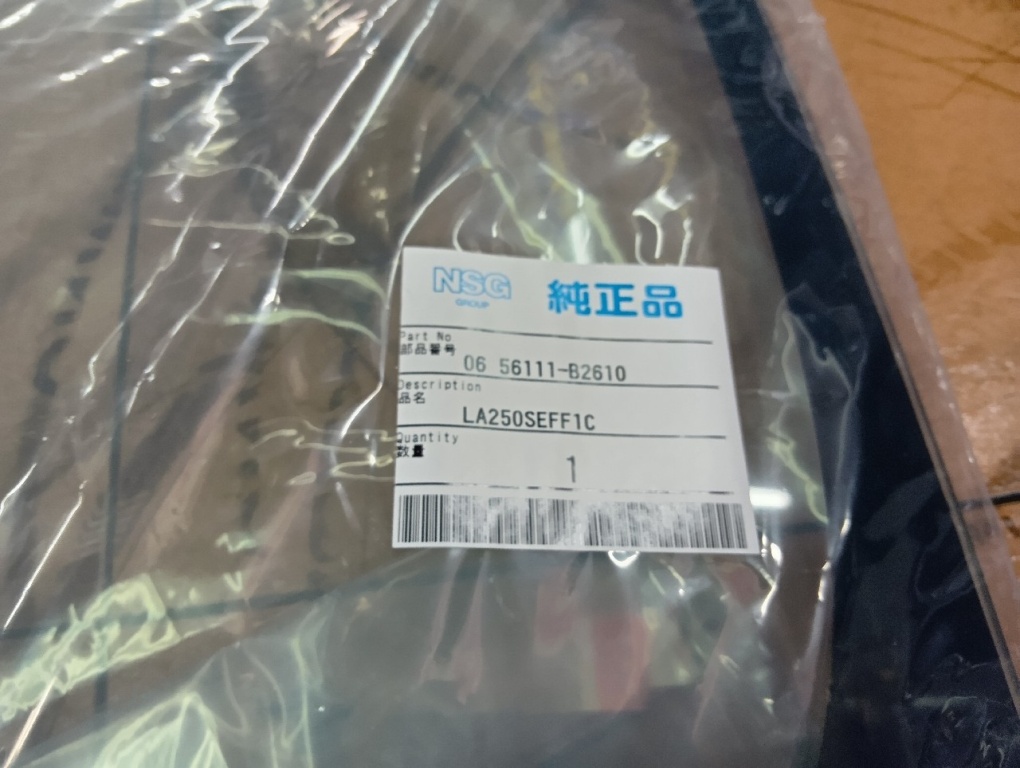 NSG
GROUP
純正品
Part No
部品番号
06 56111-B2610
Description
品名
LA250SEFF1C
Quantity
数量
1